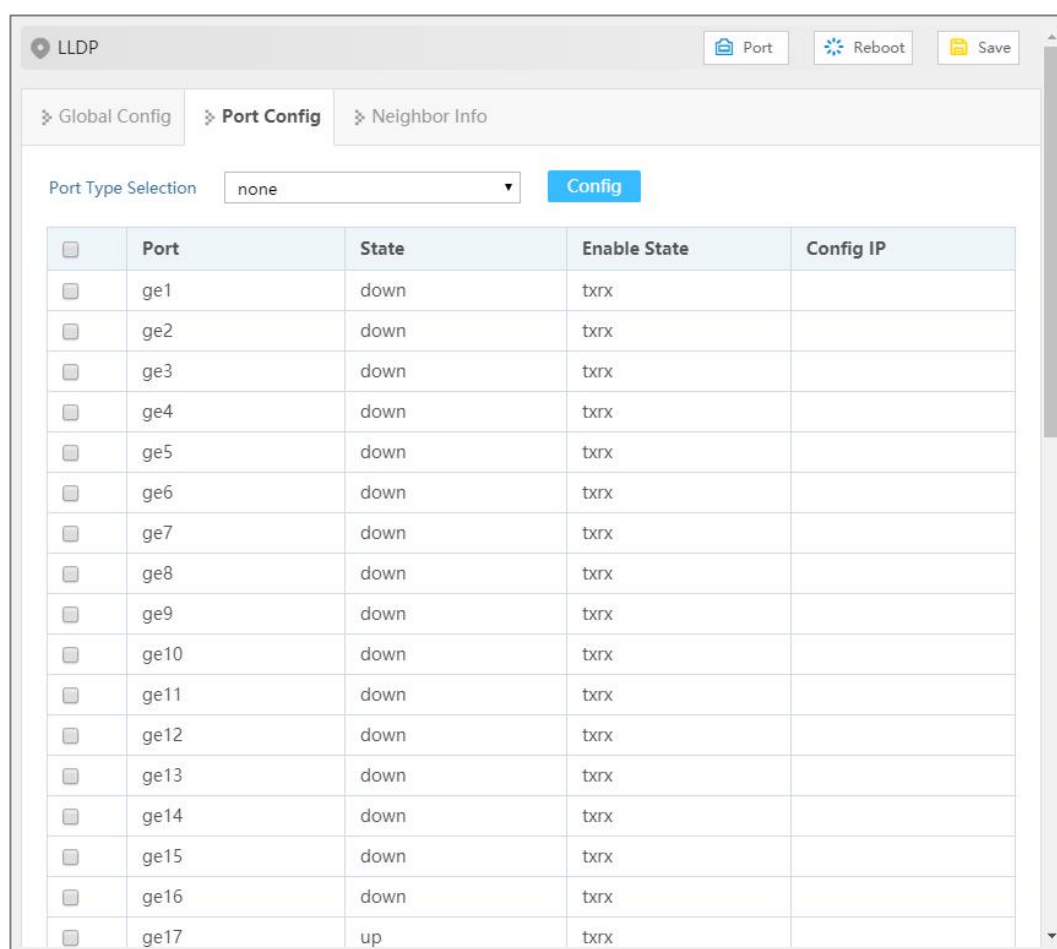 LLDP Port Reboot Save
Global Config Port Config Neighbor Info
Port Type Selection none Config
Port State Enable State Config IP
ge1 down txrx
ge2 down txrx
ge3 down txrx
ge4 down txrx
ge5 down txrx
ge6 down txrx
ge7 down txrx
ge8 down txrx
ge9 down txrx
ge10 down txrx
ge11 down txrx
ge12 down txrx
ge13 down txrx
ge14 down txrx
ge15 down txrx
ge16 down txrx
ge17 up txrx